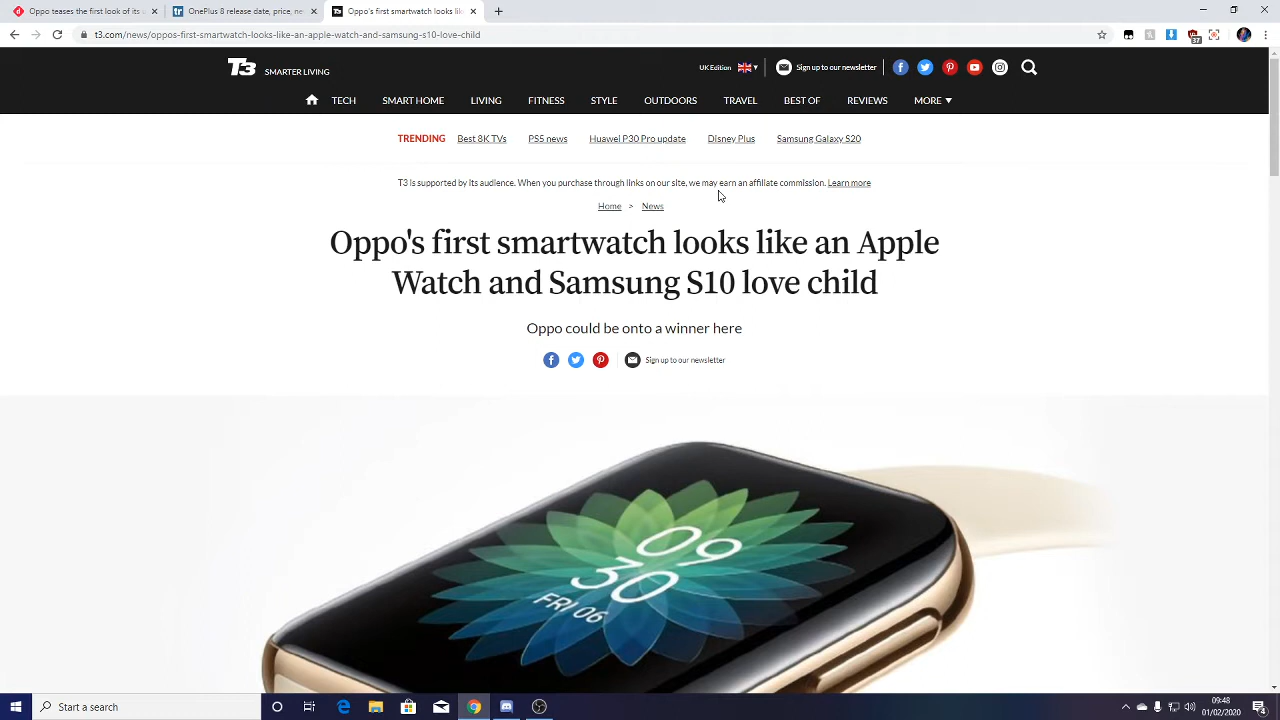 Oppo teases the first look of its s
OnePlus 8 release date, price, ne
Oppo's first smartwatch looks lik
t3.com/news/oppos-first-smartwatch-looks-like-an-apple-watch-and-samsung-s10-love-child
37
T3 SMARTER LIVING
UK Edition
Sign up to our newsletter
TECH
SMART HOME
LIVING
FITNESS
STYLE
OUTDOORS
TRAVEL
BEST OF
REVIEWS
MORE
TRENDING Best 8K TVs PS5 news Huawei P30 Pro update Disney Plus Samsung Galaxy S20
T3 is supported by its audience. When you purchase through links on our site, we may earn an affiliate commission. Learn more
Home > News
Oppo's first smartwatch looks like an Apple
Watch and Samsung S10 love child
Oppo could be onto a winner here
Sign up to our newsletter
09
30
FRI 06
Start a search
09:48
01/02/2020